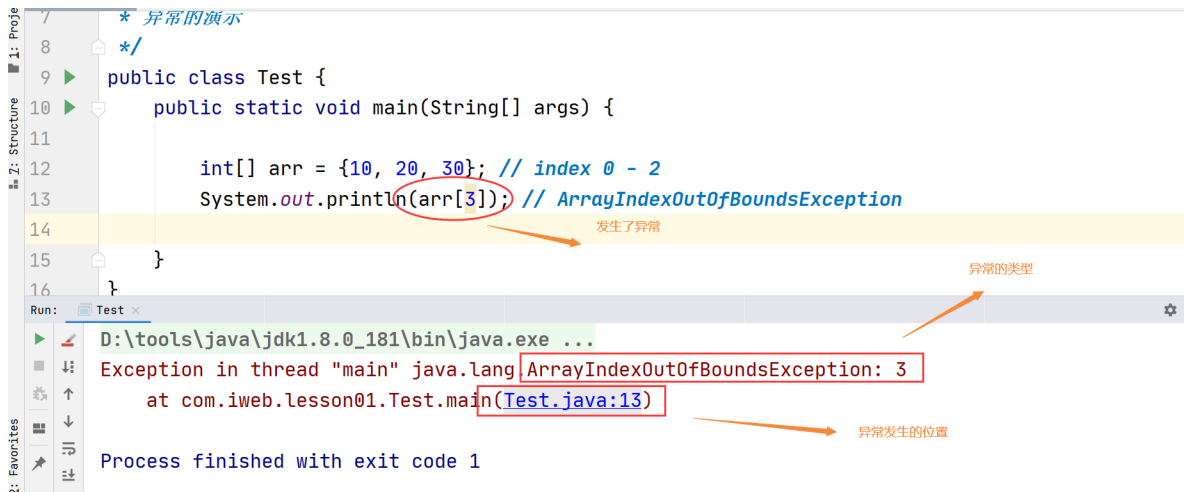 1: Proje
Z: Structure
2: Favorites
7 * 异常的演示
8 */
9 public class Test {
10 public static void main(String[] args) {
11
12 int[] arr = {10, 20, 30}; // index 0 - 2
13 System.out.println(arr[3]); // ArrayIndexOutOfBoundsException
14 发生了异常
15 }
异常的类型
16 }
Run: Test ×
D:\tools\java\jdk1.8.0_181\bin\java.exe ...
Exception in thread "main" java.lang.ArrayIndexOutOfBoundsException: 3
at com.iweb.lesson01.Test.main(Test.java:13)
异常发生的位置
Process finished with exit code 1